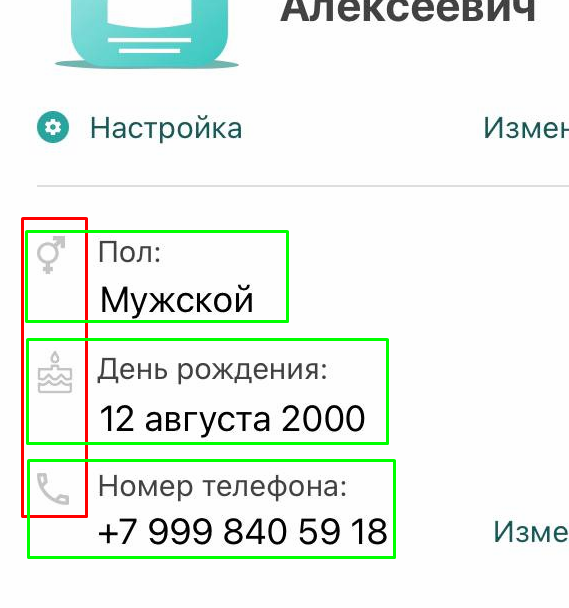 Алексеевич
Настройка
Пол:
Мужской
День рождения:
12 августа 2000
Номер телефона:
+7 999 840 59 18